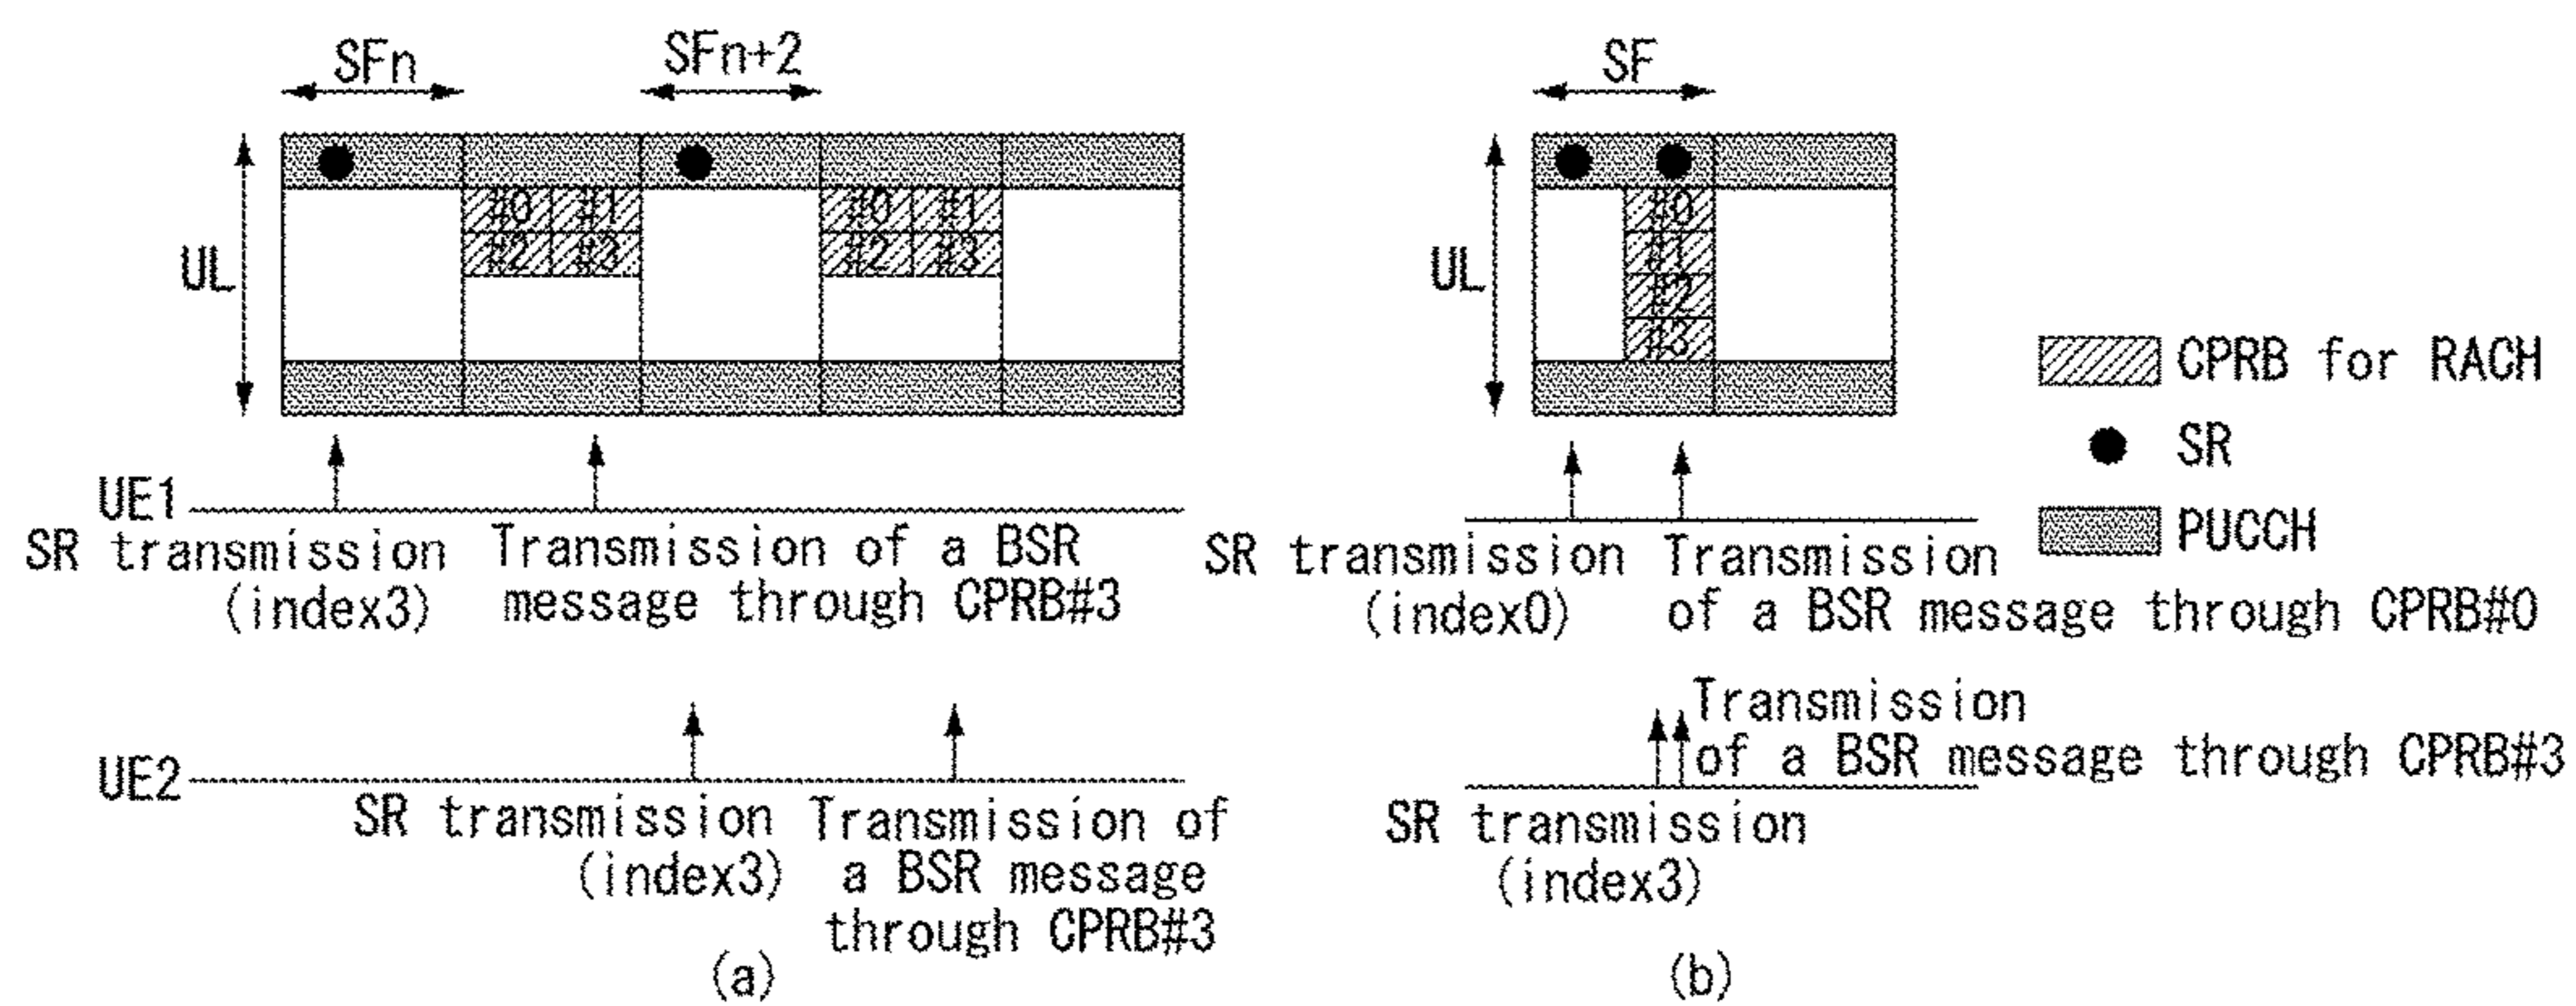 SFn
SFn+2
UL
#0 #1 #0 #1
#2 #3 #2 #3
UE1
SR transmission
(index3)
Transmission of a BSR
message through CPRB#3
UE2
SR transmission
(index3)
Transmission of
a BSR message
through CPRB#3
(a)
SF
UL
#0
#1
#2
#3
SR transmission
(index0)
Transmission
of a BSR message through CPRB#0
Transmission
of a BSR message through CPRB#3
SR transmission
(index3)
(b)
CPRB for RACH
SR
PUCCH